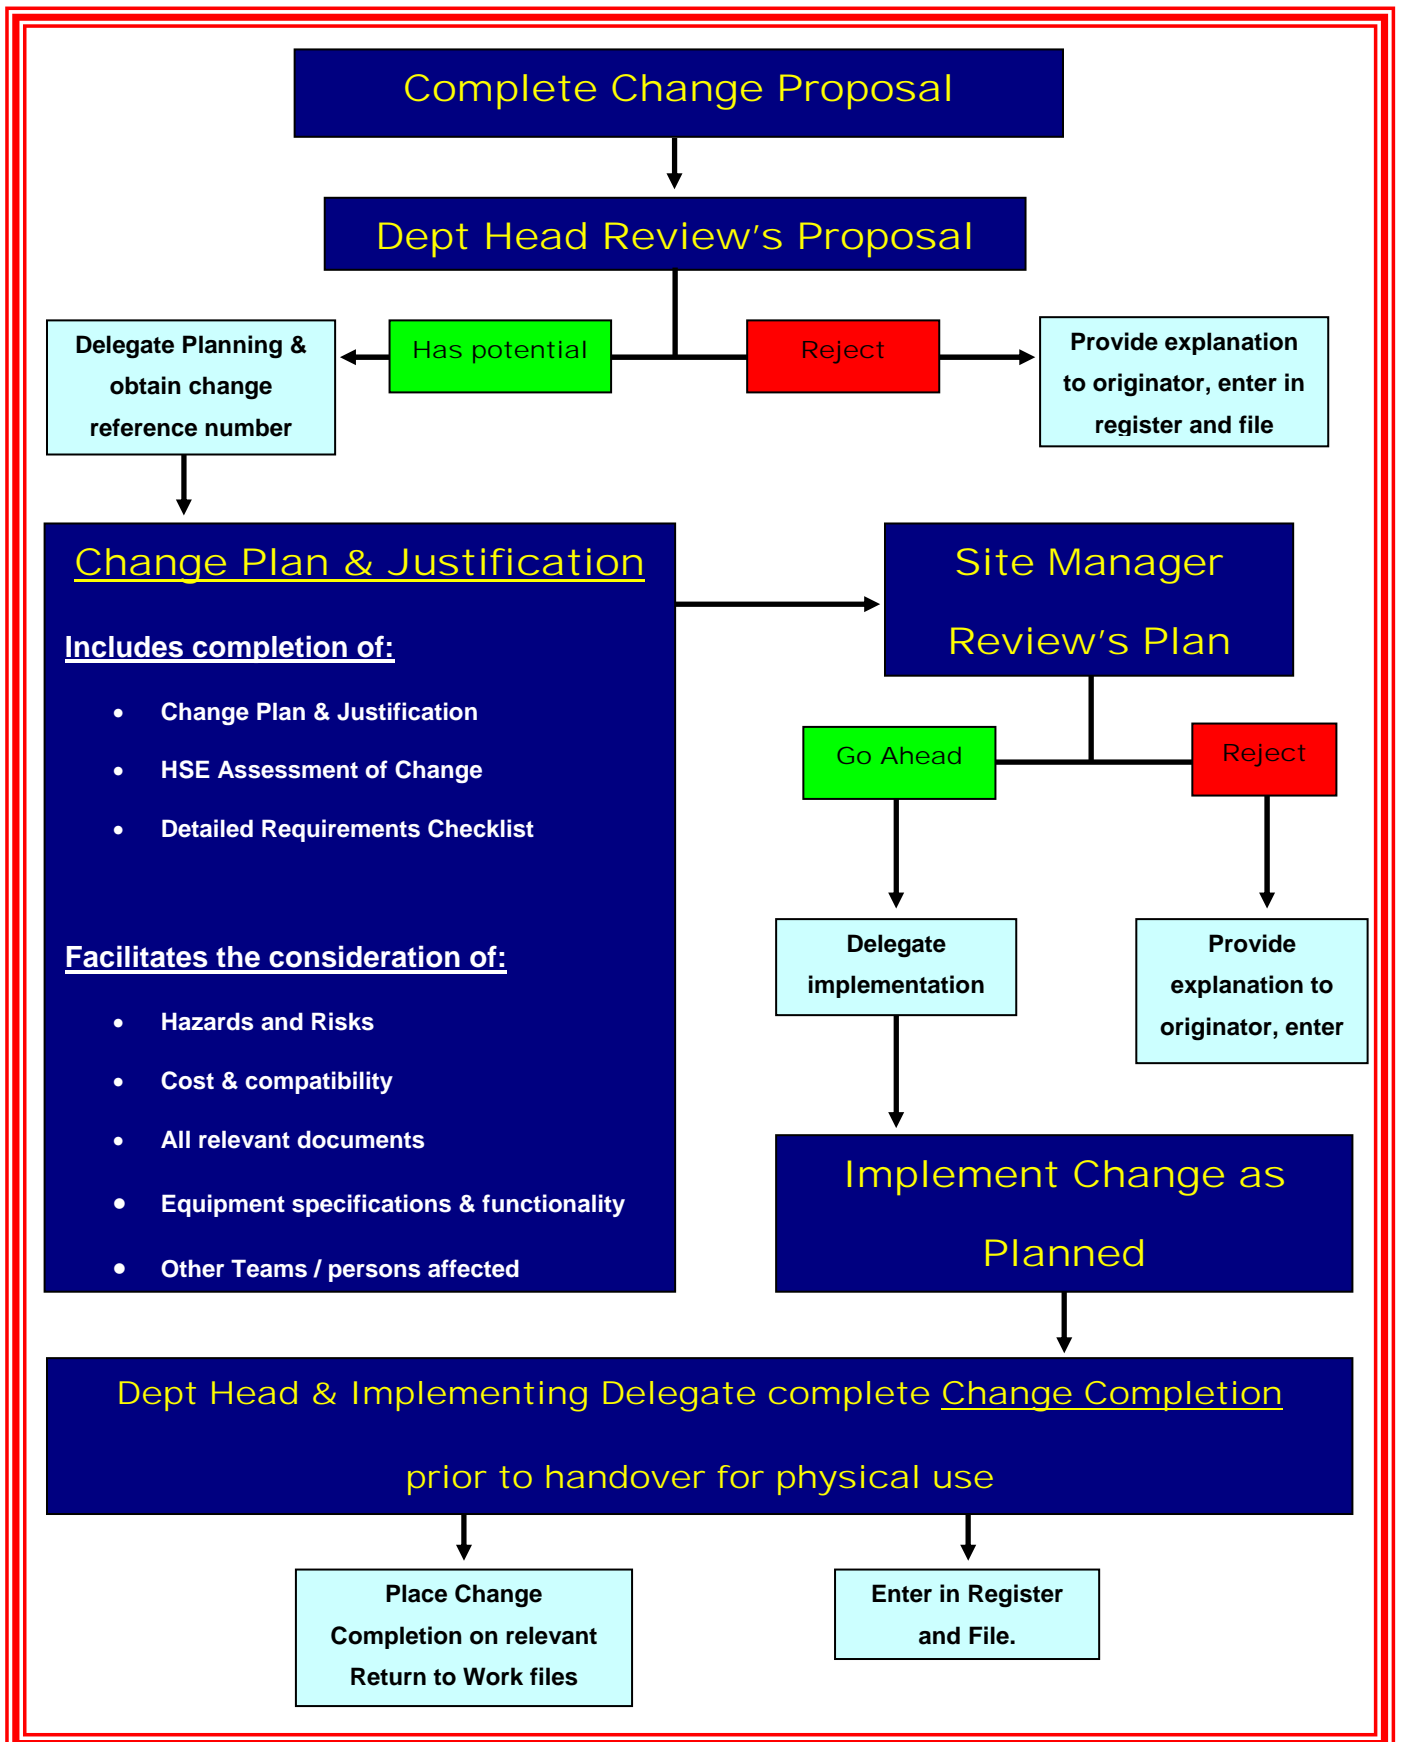 Complete Change Proposal
Dept Head Review's Proposal
Delegate Planning &
obtain change
reference number
Has potential
Reject
Provide explanation
to originator, enter in
register and file
Change Plan & Justification
Includes completion of:
• Change Plan & Justification
• HSE Assessment of Change
• Detailed Requirements Checklist
Facilitates the consideration of:
• Hazards and Risks
• Cost & compatibility
• All relevant documents
• Equipment specifications & functionality
• Other Teams / persons affected
Site Manager
Review's Plan
Go Ahead
Reject
Delegate
implementation
Provide
explanation to
originator, enter
Implement Change as
Planned
Dept Head & Implementing Delegate complete Change Completion
prior to handover for physical use
Place Change
Completion on relevant
Return to Work files
Enter in Register
and File.